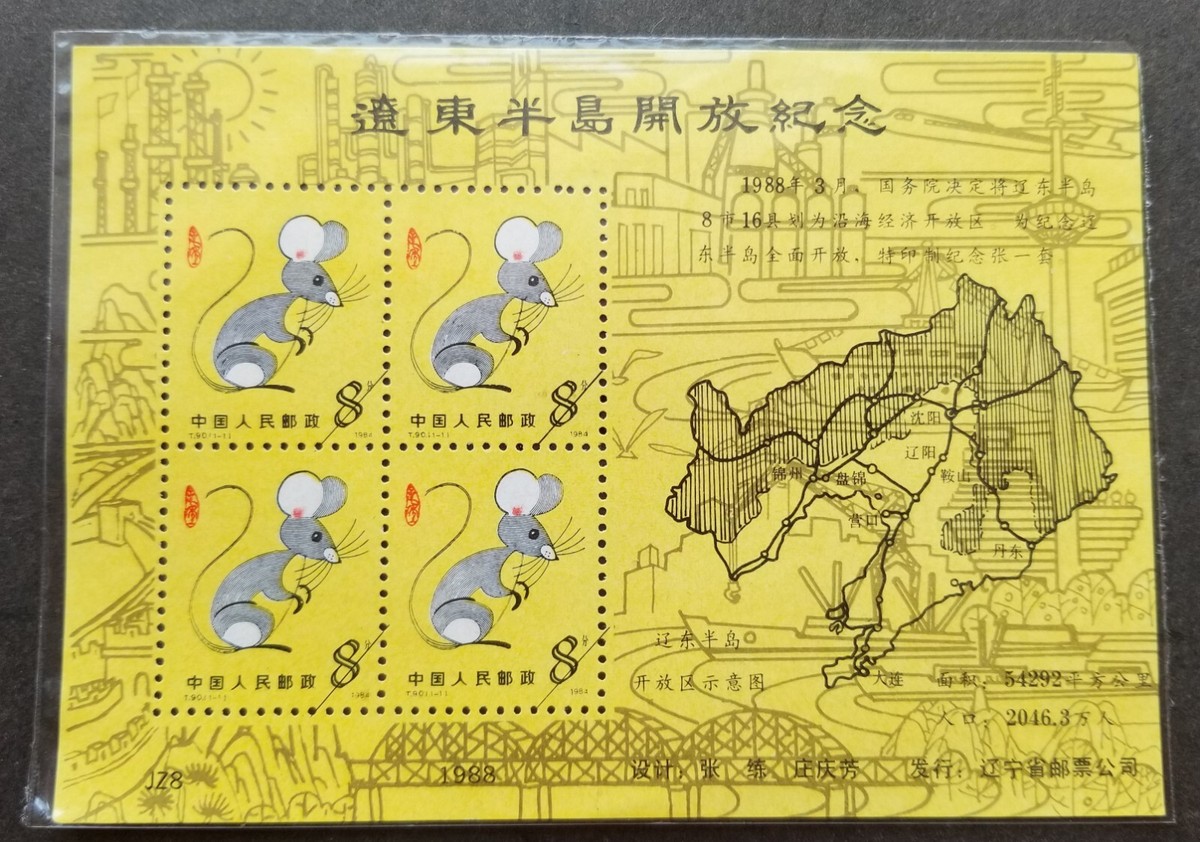 遼東半島開放紀念
1988年3月，国务院决定将辽东半岛
8市16县划为沿海经济开放区 为纪念辽
东半岛全面开放，特印制纪念张一套
8分
中国人民邮政
T.90.(1-1)
1984
8分
中国人民邮政
T.90.(1-1)
1984
8分
中国人民邮政
T.90.(1-1)
1984
8分
中国人民邮政
T.90.(1-1)
1984
沈阳
辽阳
锦州
盘锦
鞍山
营口
丹东
大连
辽东半岛
开放区示意图
面积：54292平方公里
人口：2046.3万人
JZ8
1988
设计：张 练 庄庆芳
发行：辽宁省邮票公司